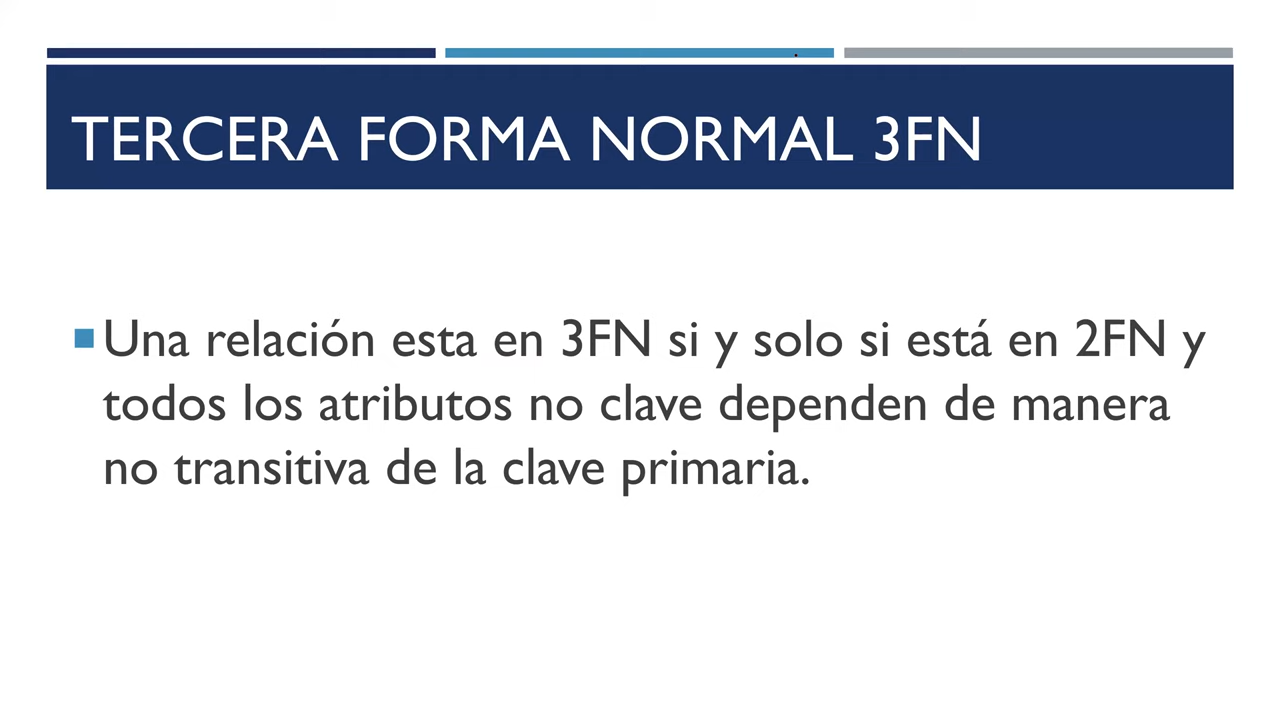 TERCERA FORMA NORMAL 3FN
Una relación esta en 3FN si y solo si está en 2FN y
todos los atributos no clave dependen de manera
no transitiva de la clave primaria.